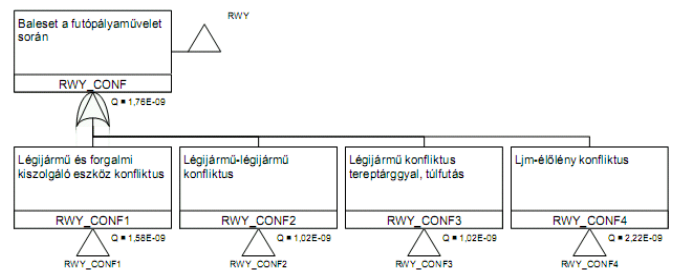 Baleset a futópályaművelet
során
RWY
RWY_CONF
Q = 1,76E-09
Légijármű és forgalmi
kiszolgáló eszköz konfliktus
Légijármű-légijármű
konfliktus
Légijármű konfliktus
tereptárggyal, túlfutás
Ljm-élőlény konfliktus
RWY_CONF1
RWY_CONF2
RWY_CONF3
RWY_CONF4
Q = 1,58E-09
Q = 1,02E-09
Q = 1,02E-09
Q = 2,22E-09
RWY_CONF1
RWY_CONF2
RWY_CONF3
RWY_CONF4